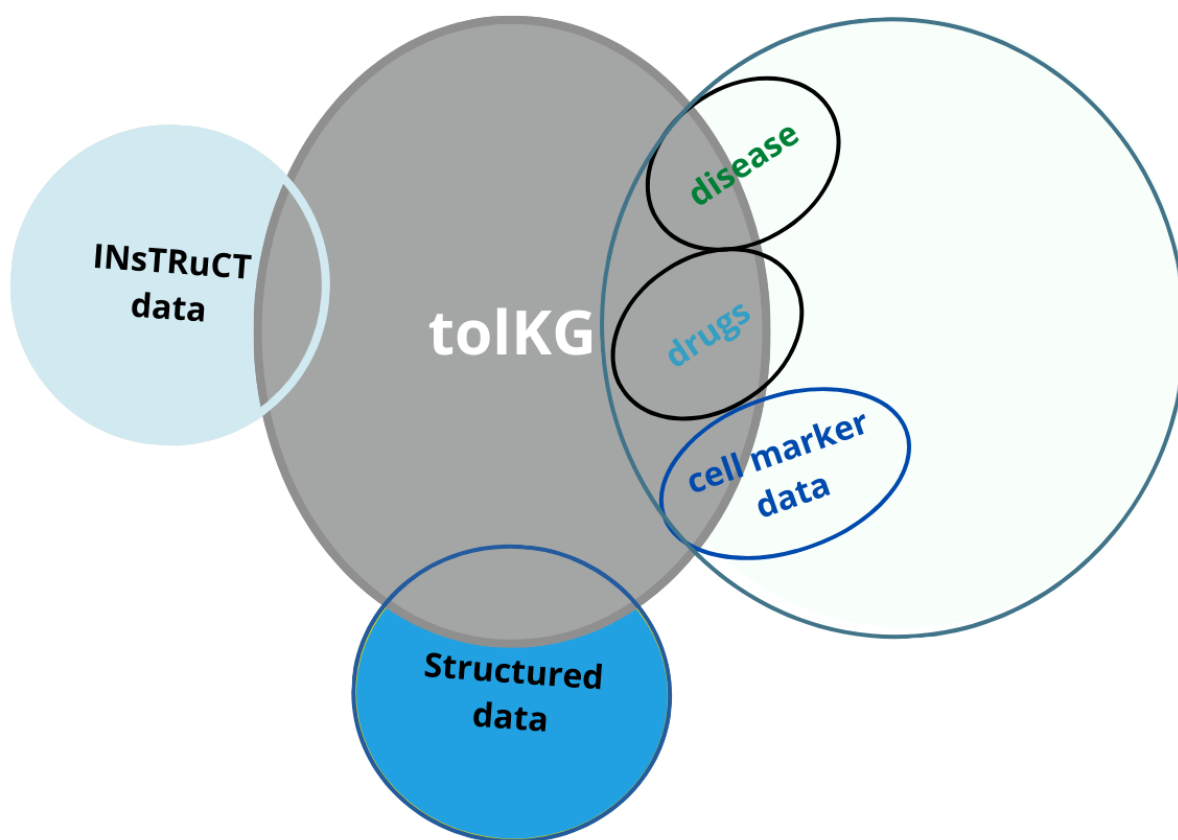 disease
INsTRuCT
data
tolKG
drugs
cell marker
data
Structured
data